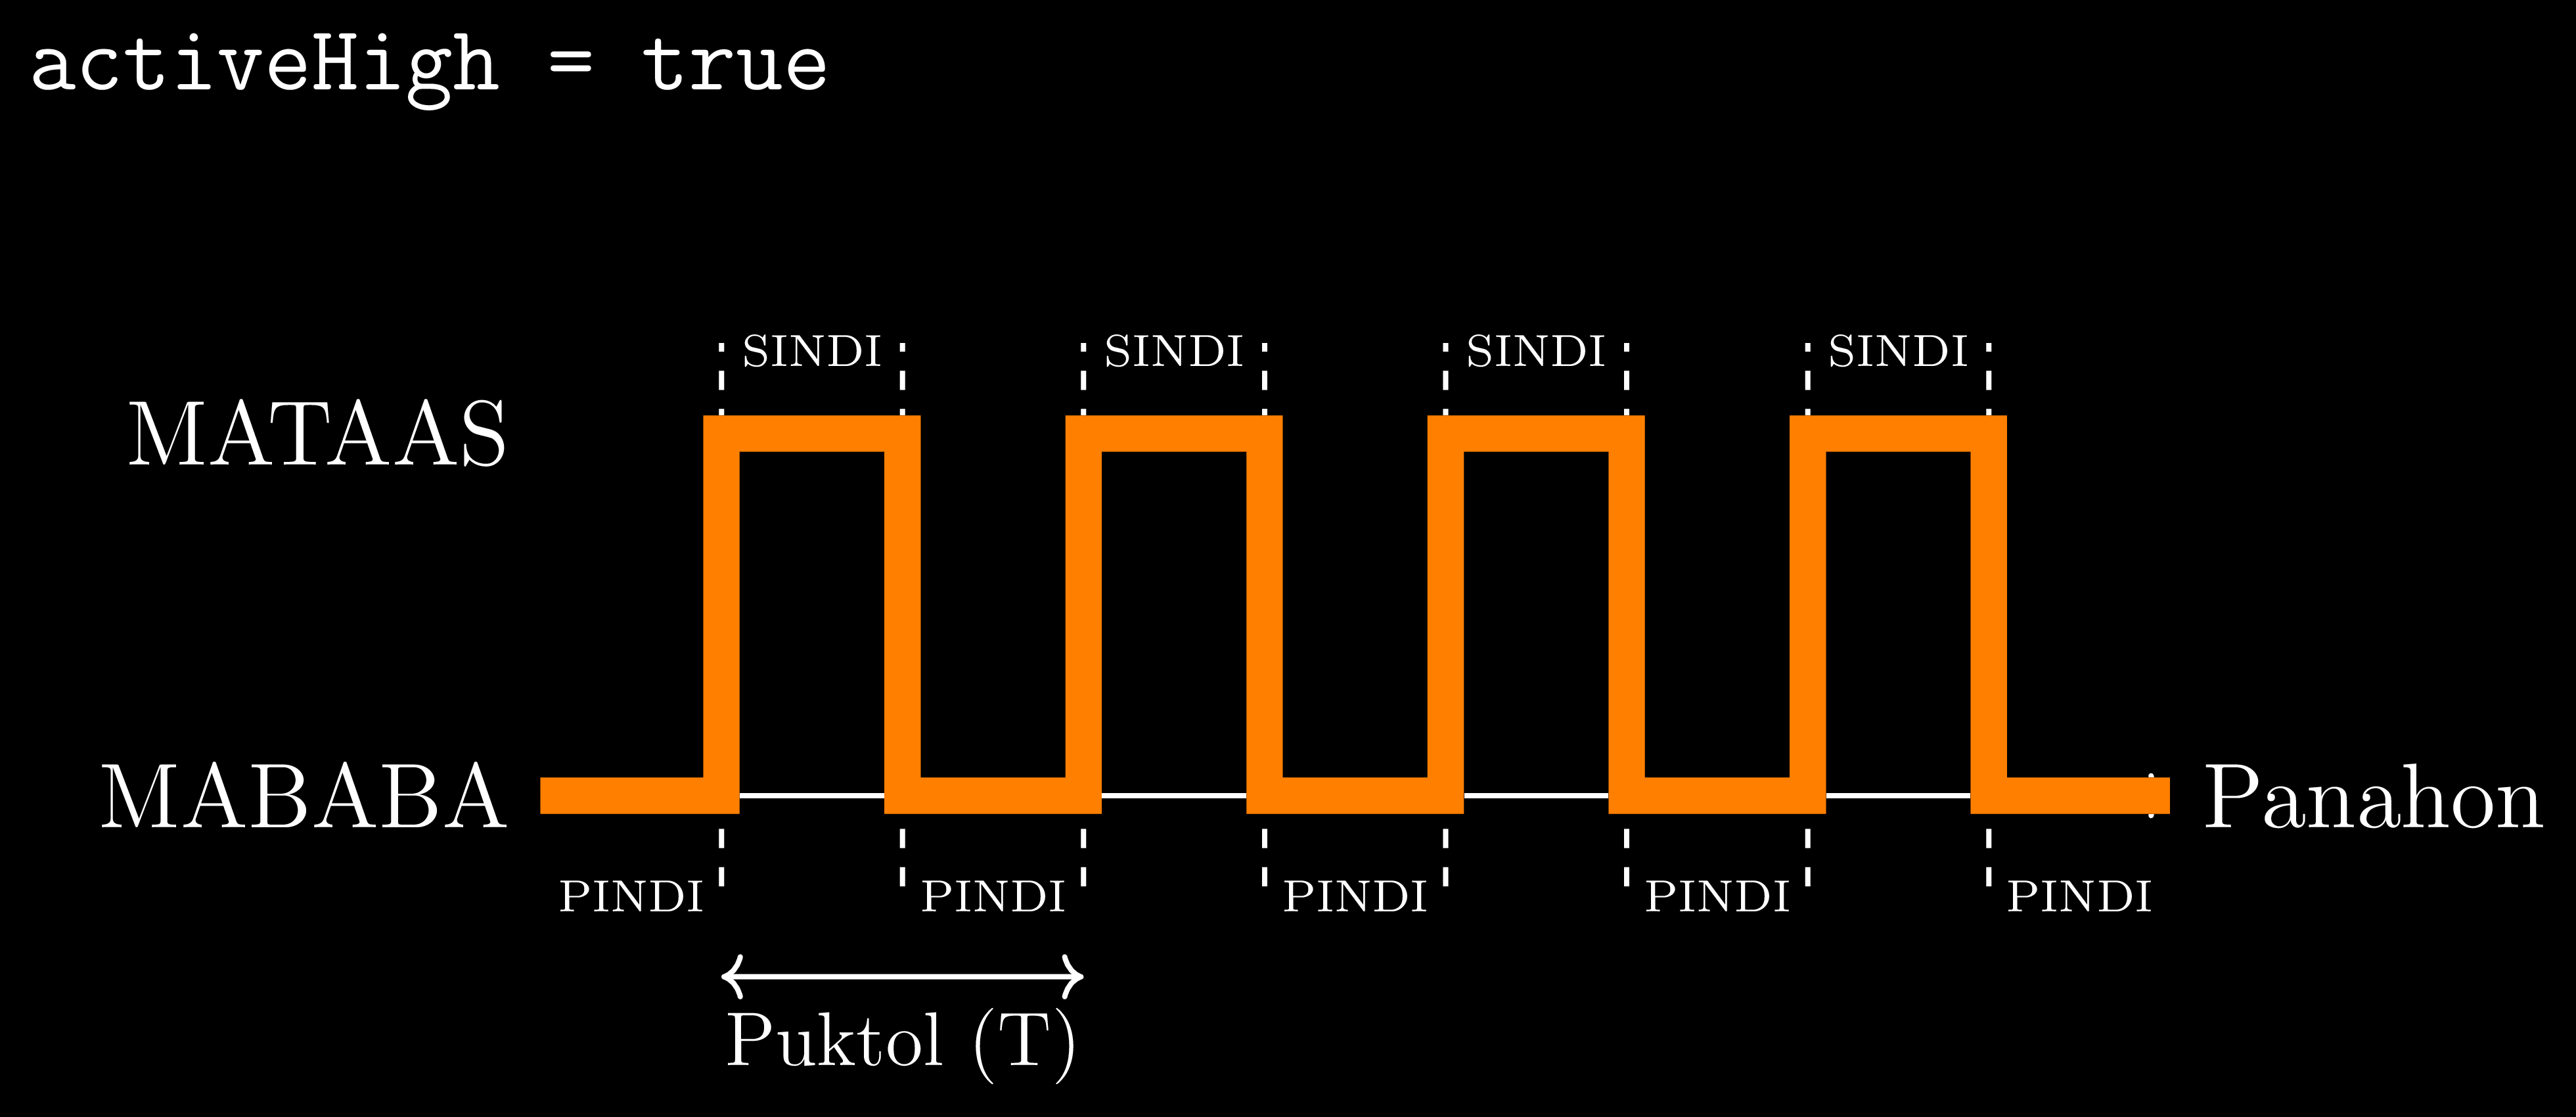 activeHigh = true
SINDI SINDI SINDI SINDI
MATAAS
MABABA Panahon
PINDI PINDI PINDI PINDI PINDI
Puktol (T)